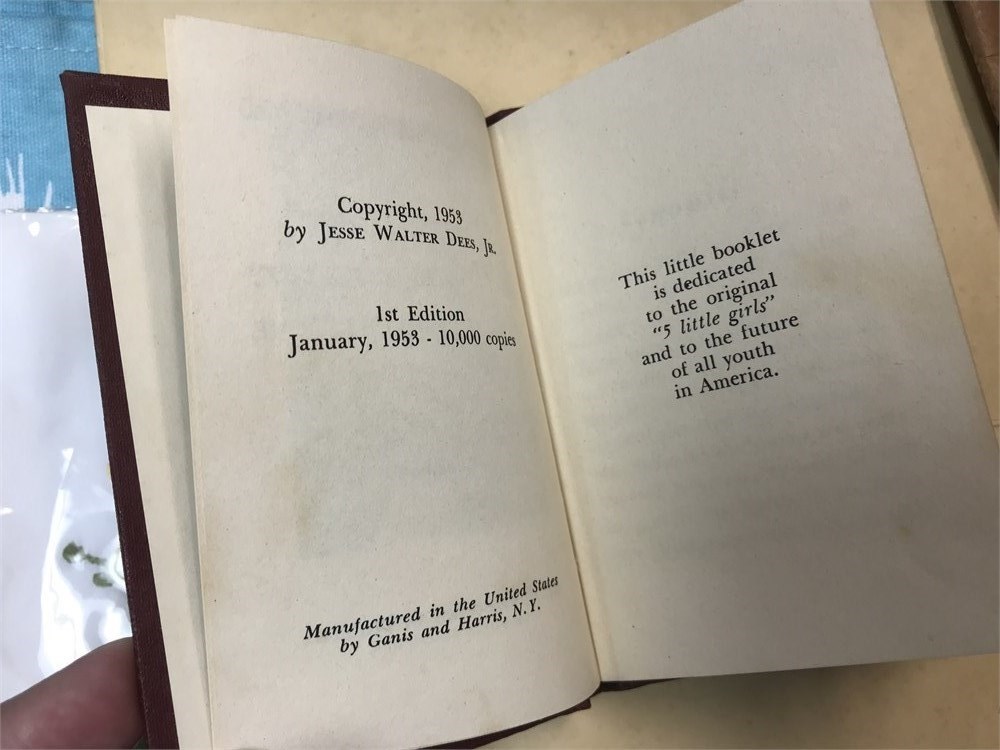 Copyright, 1953
by JESSE WALTER DEES, JR.
1st Edition
January, 1953 - 10,000 copies
Manufactured in the United States
by Ganis and Harris, N.Y.
This little booklet
is dedicated
to the original
“5 little girls”
and to the future
of all youth
in America.